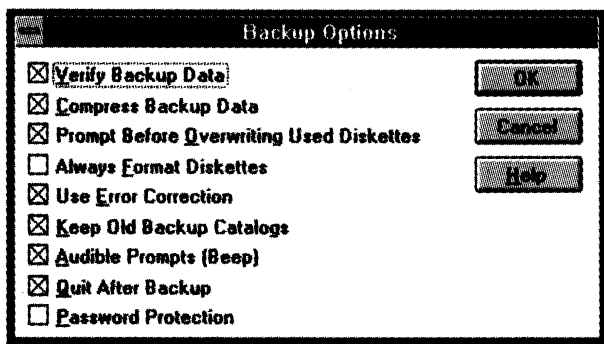 Backup Options
Verify Backup Data
Compress Backup Data
Prompt Before Overwriting Used Diskettes
Always Format Diskettes
Use Error Correction
Keep Old Backup Catalogs
Audible Prompts (Beep)
Quit After Backup
Password Protection
OK
Cancel
Help